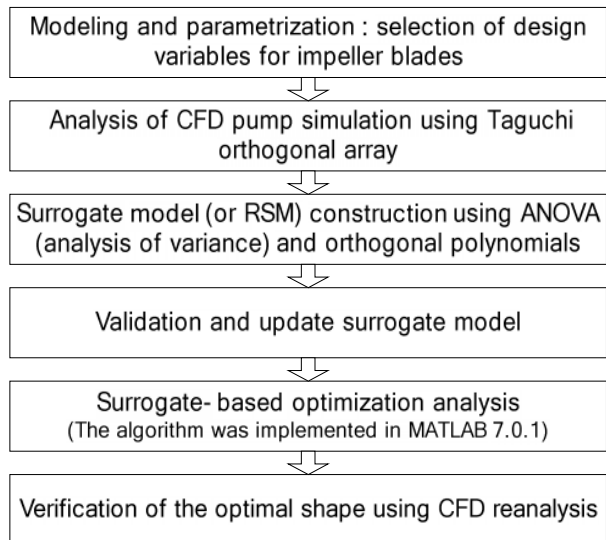 Modeling and parametrization : selection of design
variables for impeller blades
Analysis of CFD pump simulation using Taguchi
orthogonal array
Surrogate model (or RSM) construction using ANOVA
(analysis of variance) and orthogonal polynomials
Validation and update surrogate model
Surrogate- based optimization analysis
(The algorithm was implemented in MATLAB 7.0.1)
Verification of the optimal shape using CFD reanalysis